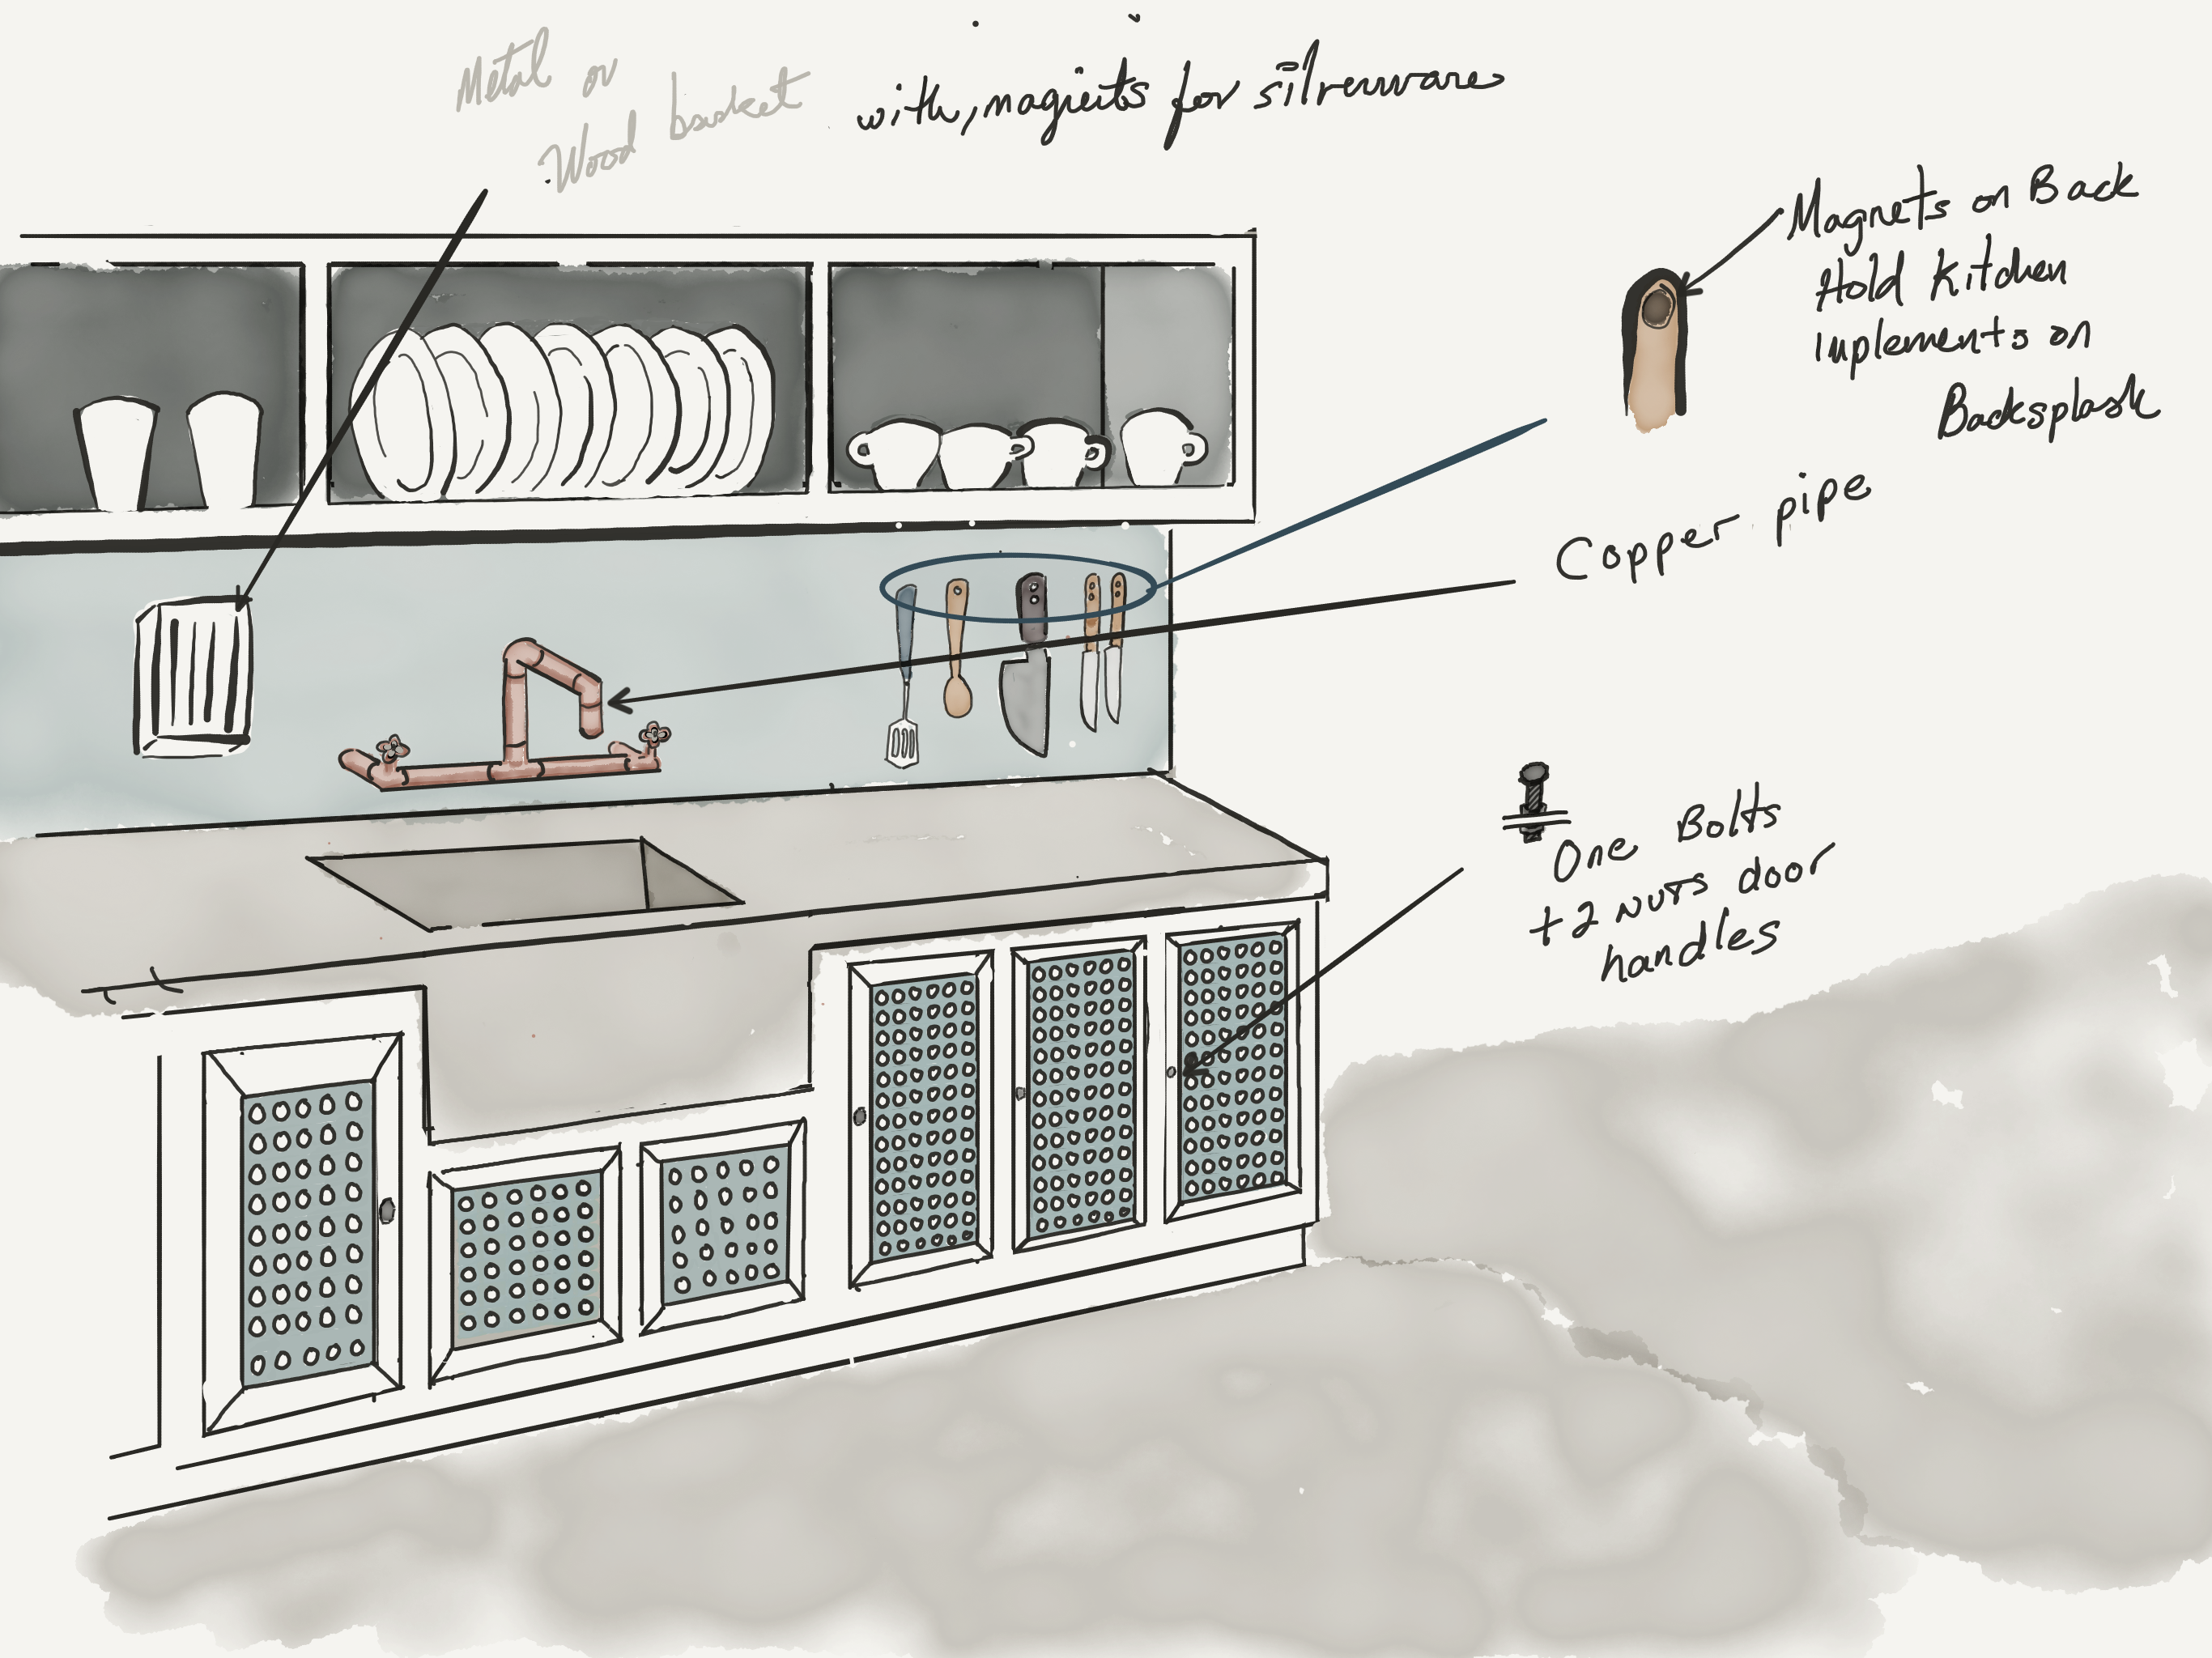 Metal or
Wood basket with, magnets for silverware
Magnets on Back
Hold Kitchen
Inplements on
Backsplash
Copper pipe
One Bolts
+2 nuts door
handles